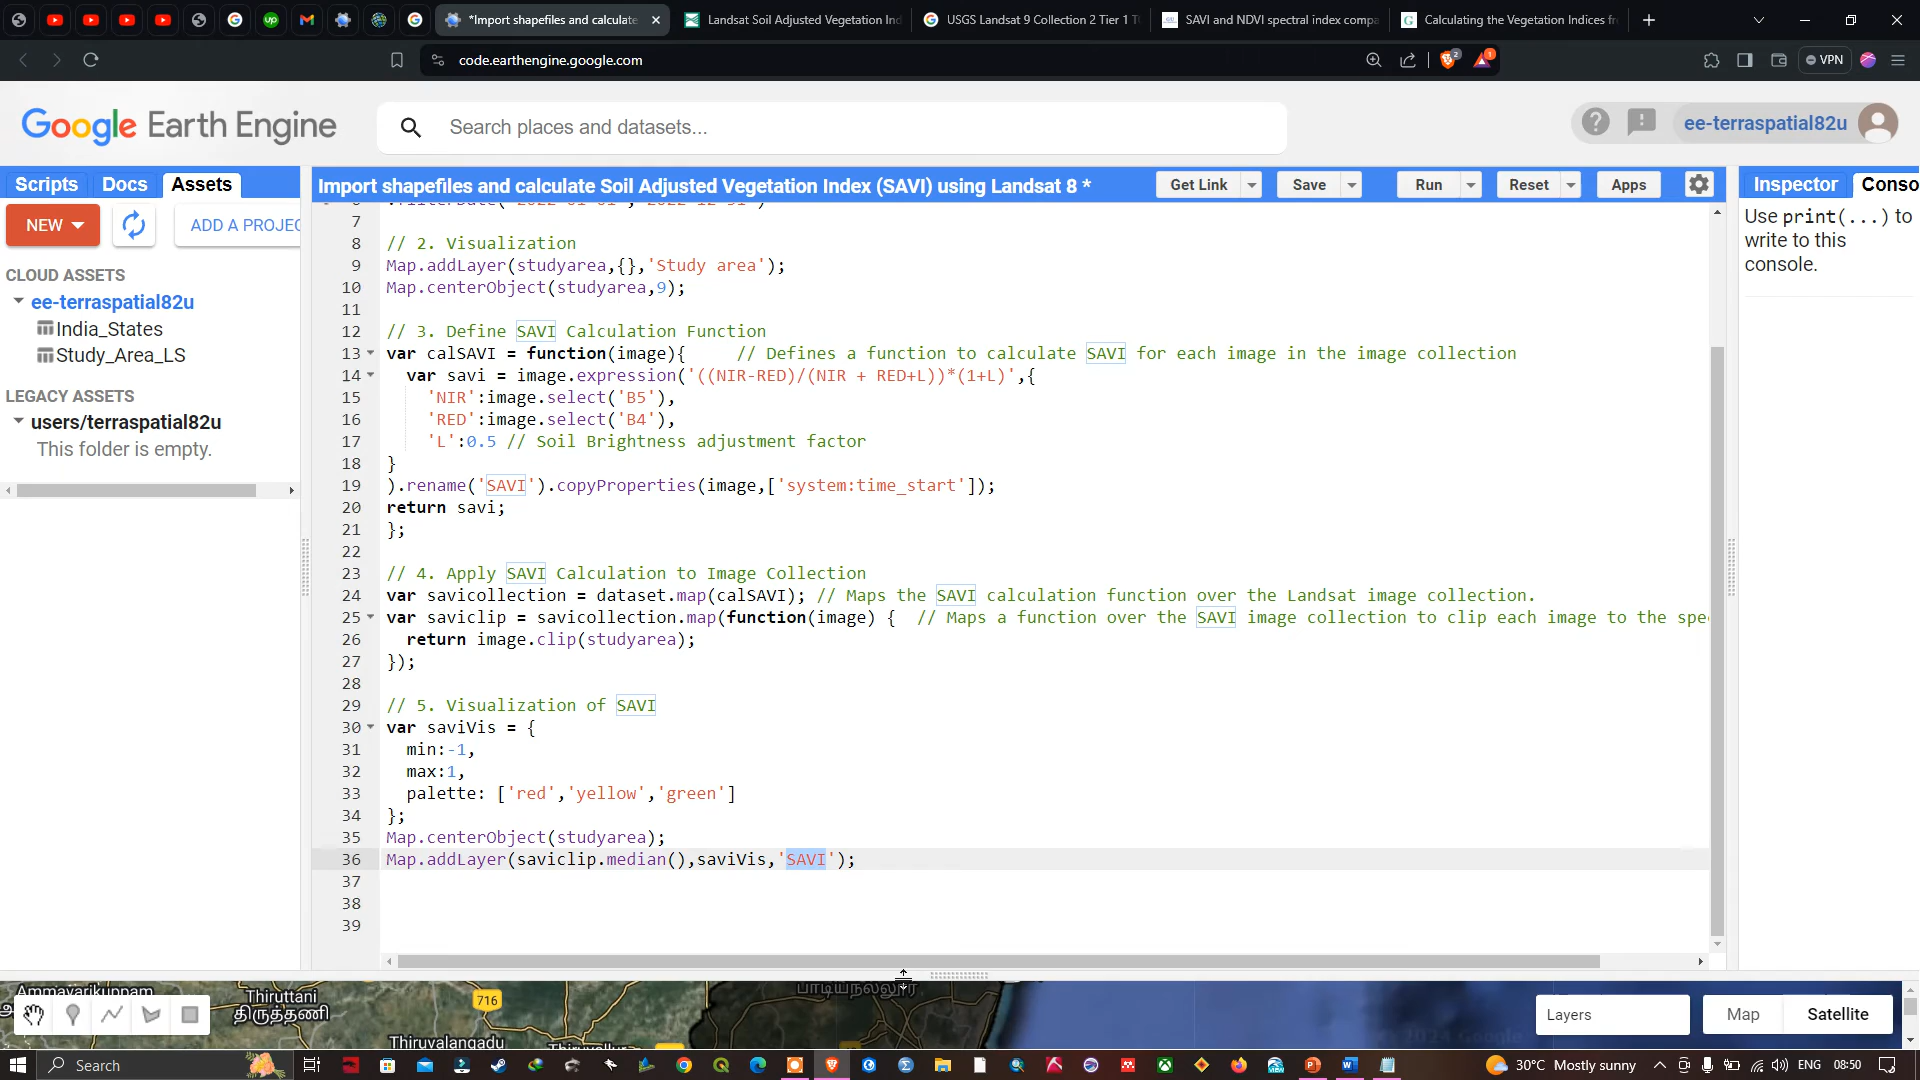 *Import shapefiles and calculate
Landsat Soil Adjusted Vegetation Ind
USGS Landsat 9 Collection 2 Tier 1 T
SAVI and NDVI spectral index compa
Calculating the Vegetation Indices fr
code.earthengine.google.com
2
1
VPN
Google Earth Engine
Search places and datasets...
ee-terraspatial82u
Scripts
Docs
Assets
Import shapefiles and calculate Soil Adjusted Vegetation Index (SAVI) using Landsat 8 *
Get Link
Save
Run
Reset
Apps
Inspector
Conso
NEW
ADD A PROJEC
CLOUD ASSETS
ee-terraspatial82u
India_States
Study_Area_LS
LEGACY ASSETS
users/terraspatial82u
This folder is empty.
7
8 // 2. Visualization
9 Map.addLayer(studyarea,{},'Study area');
10 Map.centerObject(studyarea,9);
11
12 // 3. Define SAVI Calculation Function
13 var calSAVI = function(image){ // Defines a function to calculate SAVI for each image in the image collection
14 var savi = image.expression('((NIR-RED)/(NIR + RED+L))*(1+L)',{
15 'NIR':image.select('B5'),
16 'RED':image.select('B4'),
17 'L':0.5 // Soil Brightness adjustment factor
18 }
19 ).rename('SAVI').copyProperties(image,['system:time_start']);
20 return savi;
21 };
22
23 // 4. Apply SAVI Calculation to Image Collection
24 var savicollection = dataset.map(calSAVI); // Maps the SAVI calculation function over the Landsat image collection.
25 var saviclip = savicollection.map(function(image) { // Maps a function over the SAVI image collection to clip each image to the spe
26 return image.clip(studyarea);
27 });
28
29 // 5. Visualization of SAVI
30 var saviVis = {
31 min:-1,
32 max:1,
33 palette: ['red','yellow','green']
34 };
35 Map.centerObject(studyarea);
36 Map.addLayer(saviclip.median(),saviVis,'SAVI');
37
38
39
Use print(...) to
write to this
console.
Ammavarikuppam
Thiruttani
திருத்தணி
716
Thiruvalangadu
Layers
Map
Satellite
Search
30°C Mostly sunny
ENG
08:50